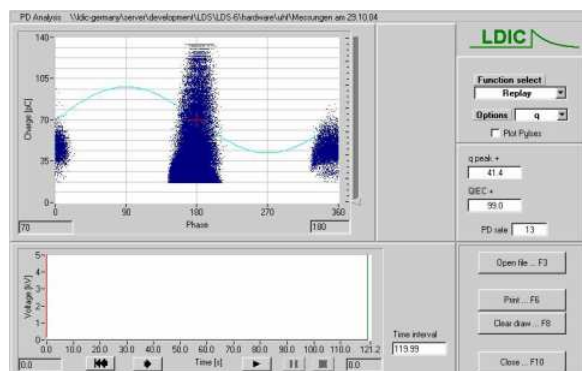 PD Analysis \\ldic-germany\server\development\LDS\LDS-6\hardware\uhf\Messungen am 29.10.04
LDIC
140
105
70
35
0
Charge [pC]
0 90 180 270 360
Phase
70
180
Function select
Replay
Options q
Plot Pulses
q peak +
41.4
QIEC +
99.0
PD rate 13
5
4
3
2
1
0
Voltage [kV]
0.0 10.0 20.0 30.0 40.0 50.0 60.0 70.0 80.0 90.0 100.0 110.0 121.2
Time [s]
0.0
0.0
Time interval
119.99
Open file ... F3
Print ... F6
Clear draw ... F8
Close ... F10